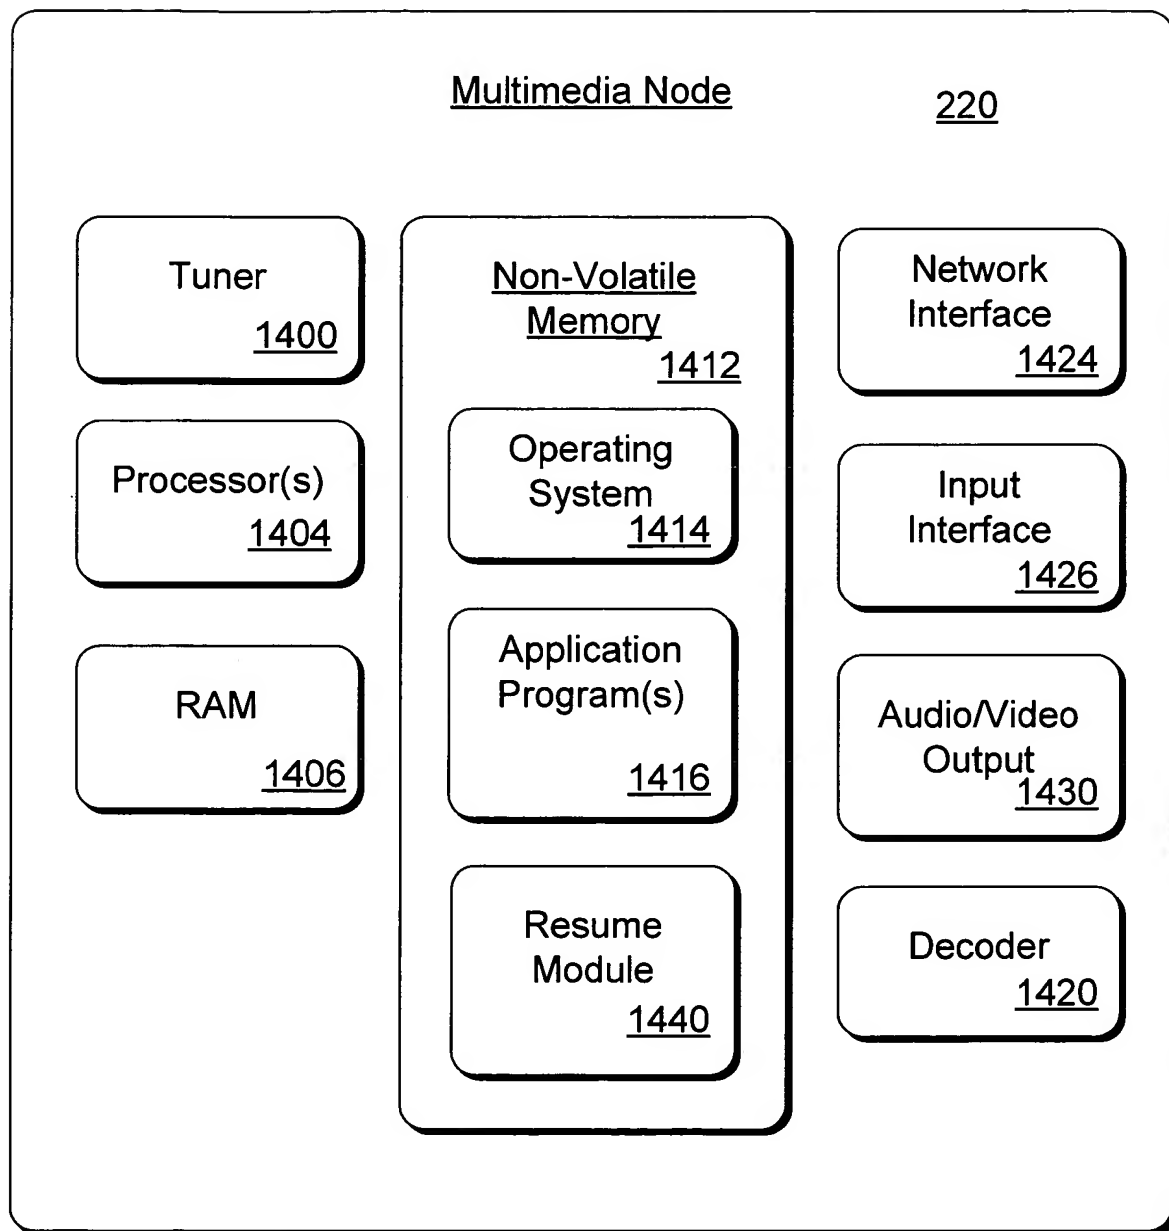 Multimedia Node
220
Tuner
1400
Processor(s)
1404
RAM
1406
Non-Volatile
Memory
1412
Operating
System
1414
Application
Program(s)
1416
Resume
Module
1440
Network
Interface
1424
Input
Interface
1426
Audio/Video
Output
1430
Decoder
1420